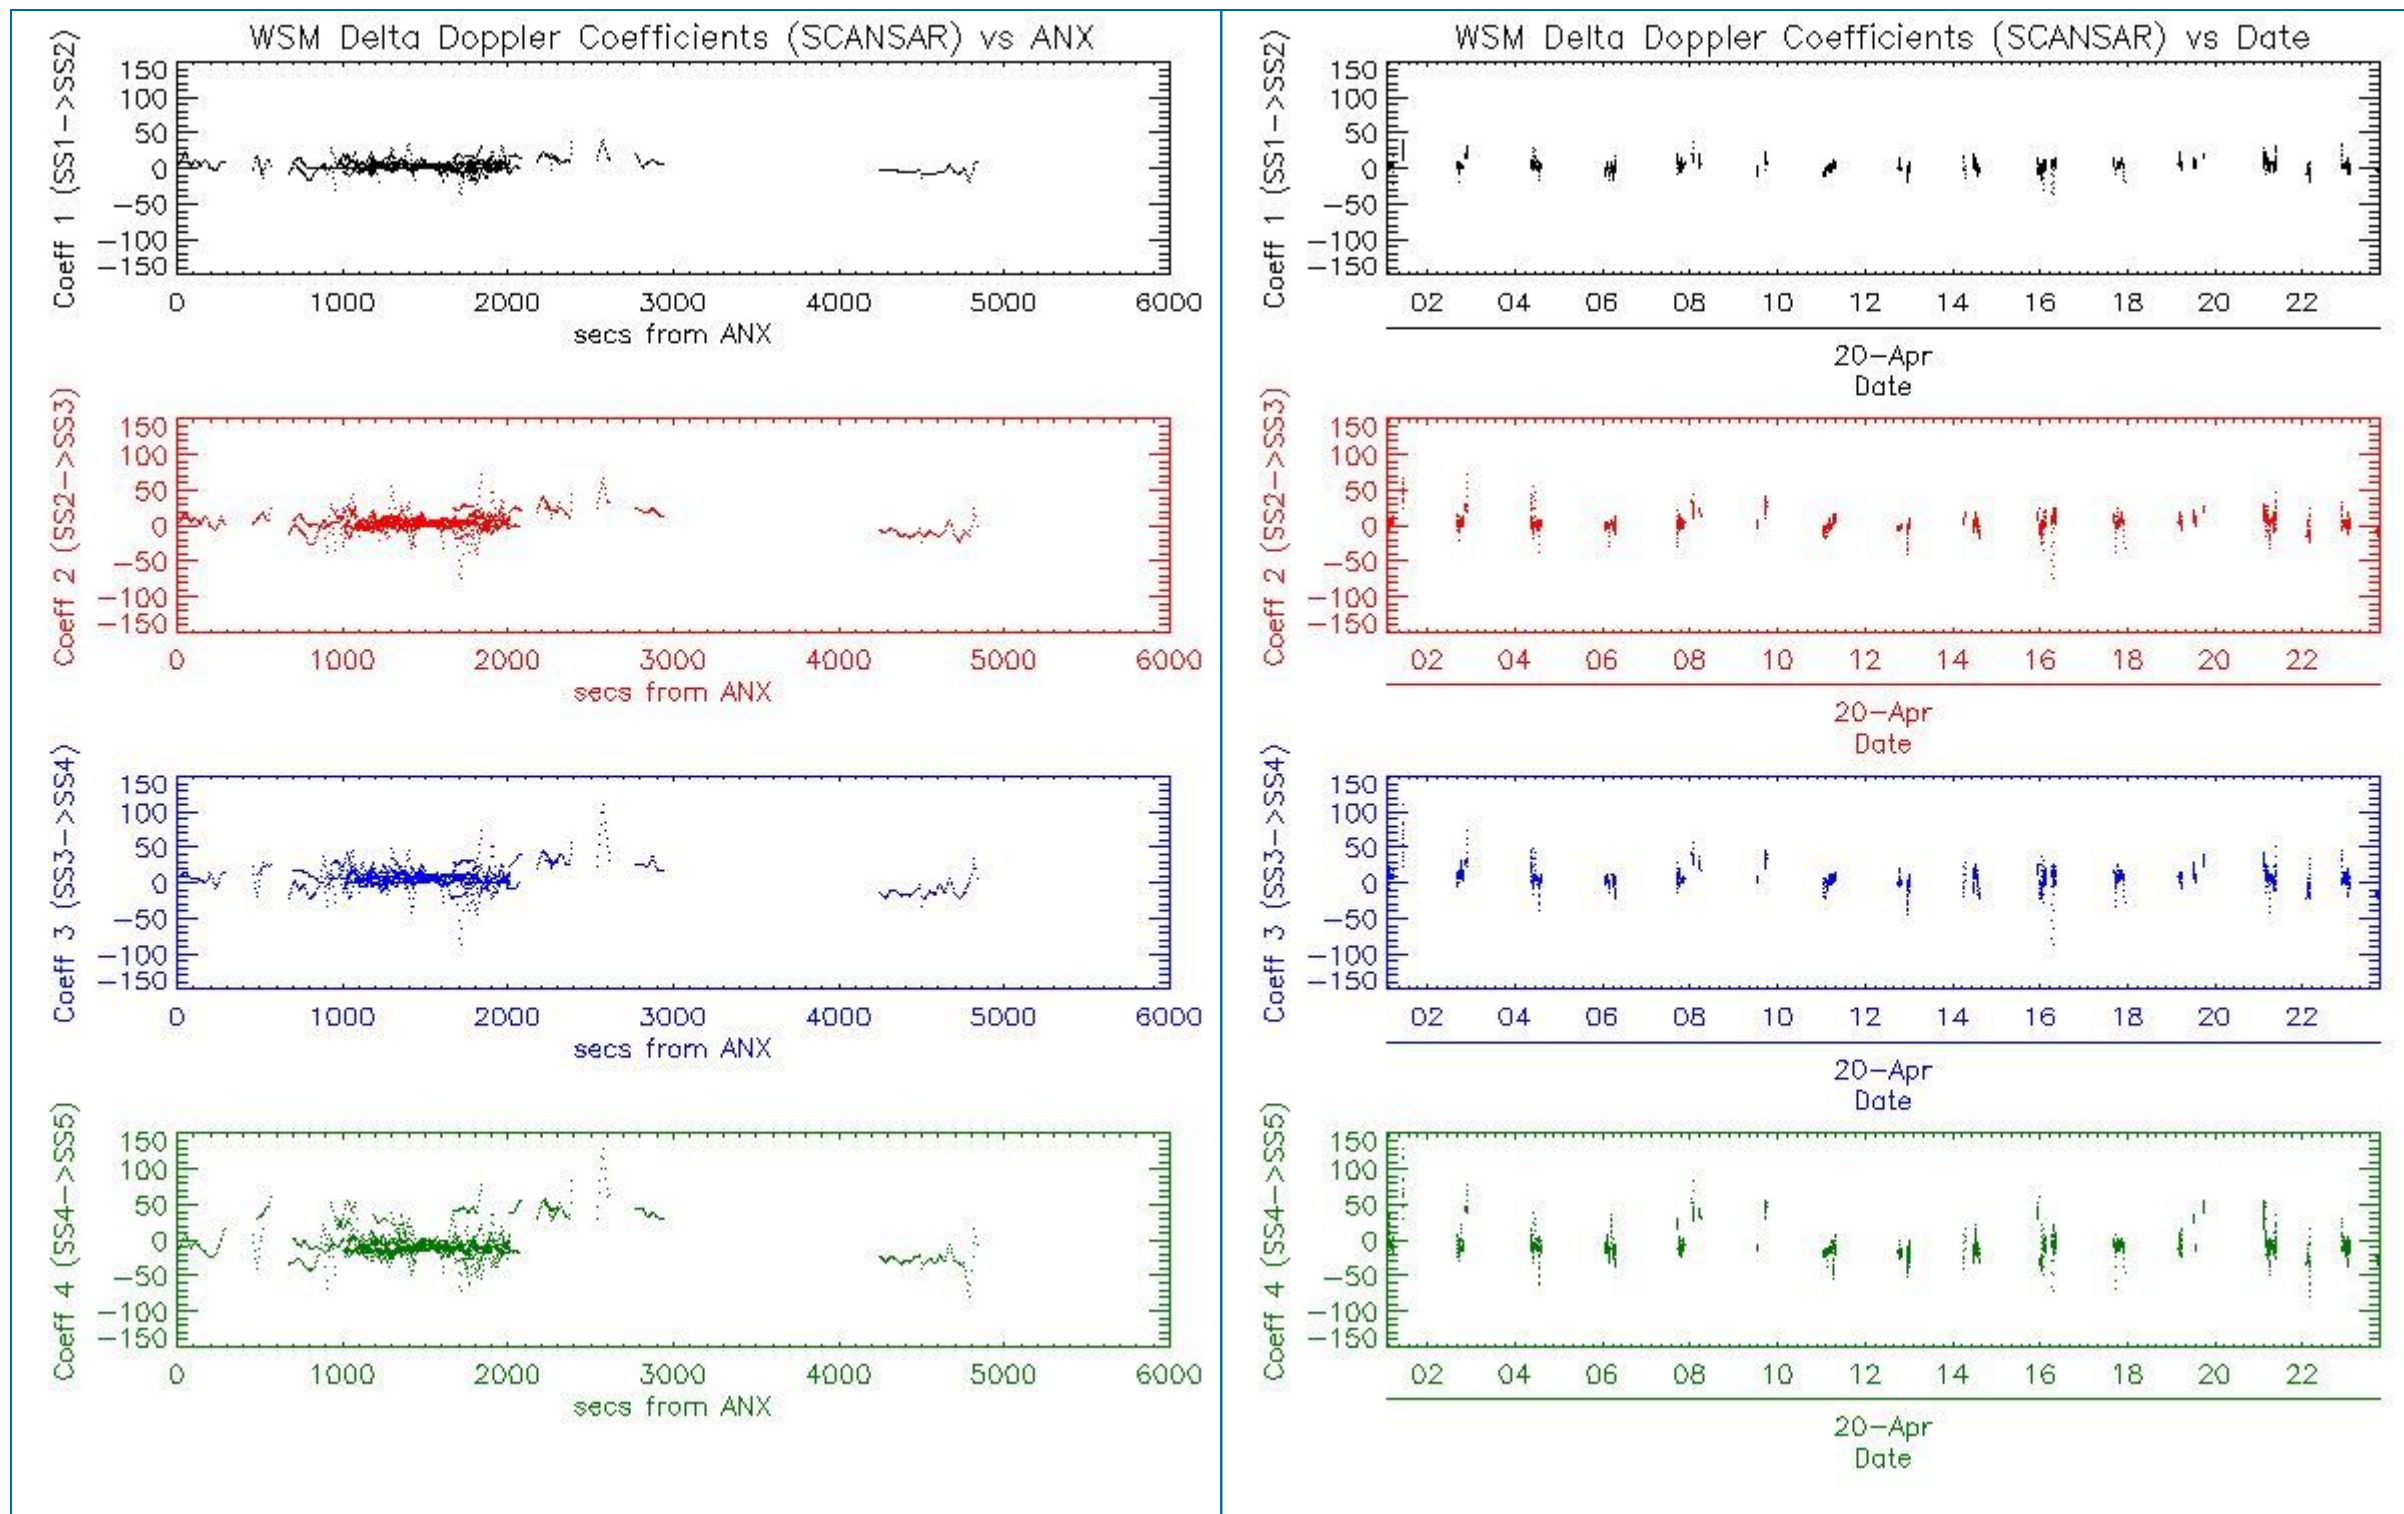 WSM Delta Doppler Coefficients (SCANSAR) vs ANX
Coeff 1 (SS1->SS2)
150
100
50
0
-50
-100
-150
0 1000 2000 3000 4000 5000 6000
secs from ANX
Coeff 2 (SS2->SS3)
150
100
50
0
-50
-100
-150
0 1000 2000 3000 4000 5000 6000
secs from ANX
Coeff 3 (SS3->SS4)
150
100
50
0
-50
-100
-150
0 1000 2000 3000 4000 5000 6000
secs from ANX
Coeff 4 (SS4->SS5)
150
100
50
0
-50
-100
-150
0 1000 2000 3000 4000 5000 6000
secs from ANX
WSM Delta Doppler Coefficients (SCANSAR) vs Date
Coeff 1 (SS1->SS2)
150
100
50
0
-50
-100
-150
02 04 06 08 10 12 14 16 18 20 22
20-Apr
Date
Coeff 2 (SS2->SS3)
150
100
50
0
-50
-100
-150
02 04 06 08 10 12 14 16 18 20 22
20-Apr
Date
Coeff 3 (SS3->SS4)
150
100
50
0
-50
-100
-150
02 04 06 08 10 12 14 16 18 20 22
20-Apr
Date
Coeff 4 (SS4->SS5)
150
100
50
0
-50
-100
-150
02 04 06 08 10 12 14 16 18 20 22
20-Apr
Date